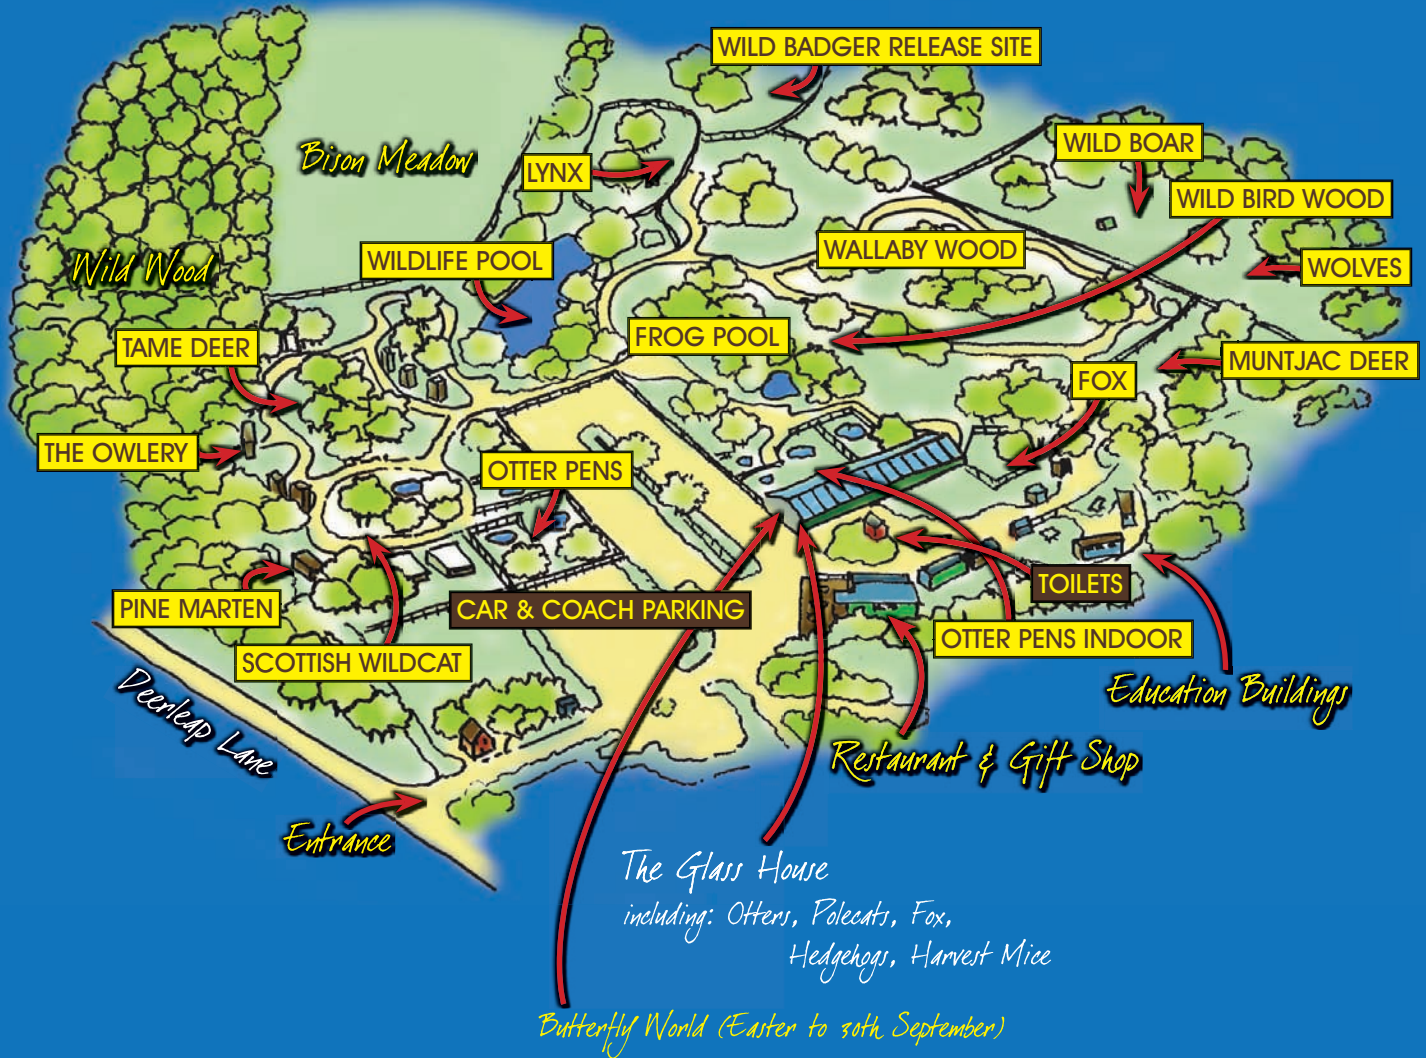 WILD BADGER RELEASE SITE
Bison Meadow
LYNX
WILD BOAR
WILD BIRD WOOD
Wild Wood
WILDLIFE POOL
WALLABY WOOD
WOLVES
TAME DEER
FROG POOL
MUNTJAC DEER
FOX
THE OWLERY
OTTER PENS
PINE MARTEN
CAR & COACH PARKING
TOILETS
OTTER PENS INDOOR
SCOTTISH WILDCAT
Education Buildings
Deerleap Lane
Restaurant & Gift Shop
Entrance
The Glass House
including: Otters, Polecats, Fox,
Hedgehogs, Harvest Mice
Butterfly World (Easter to 30th September)